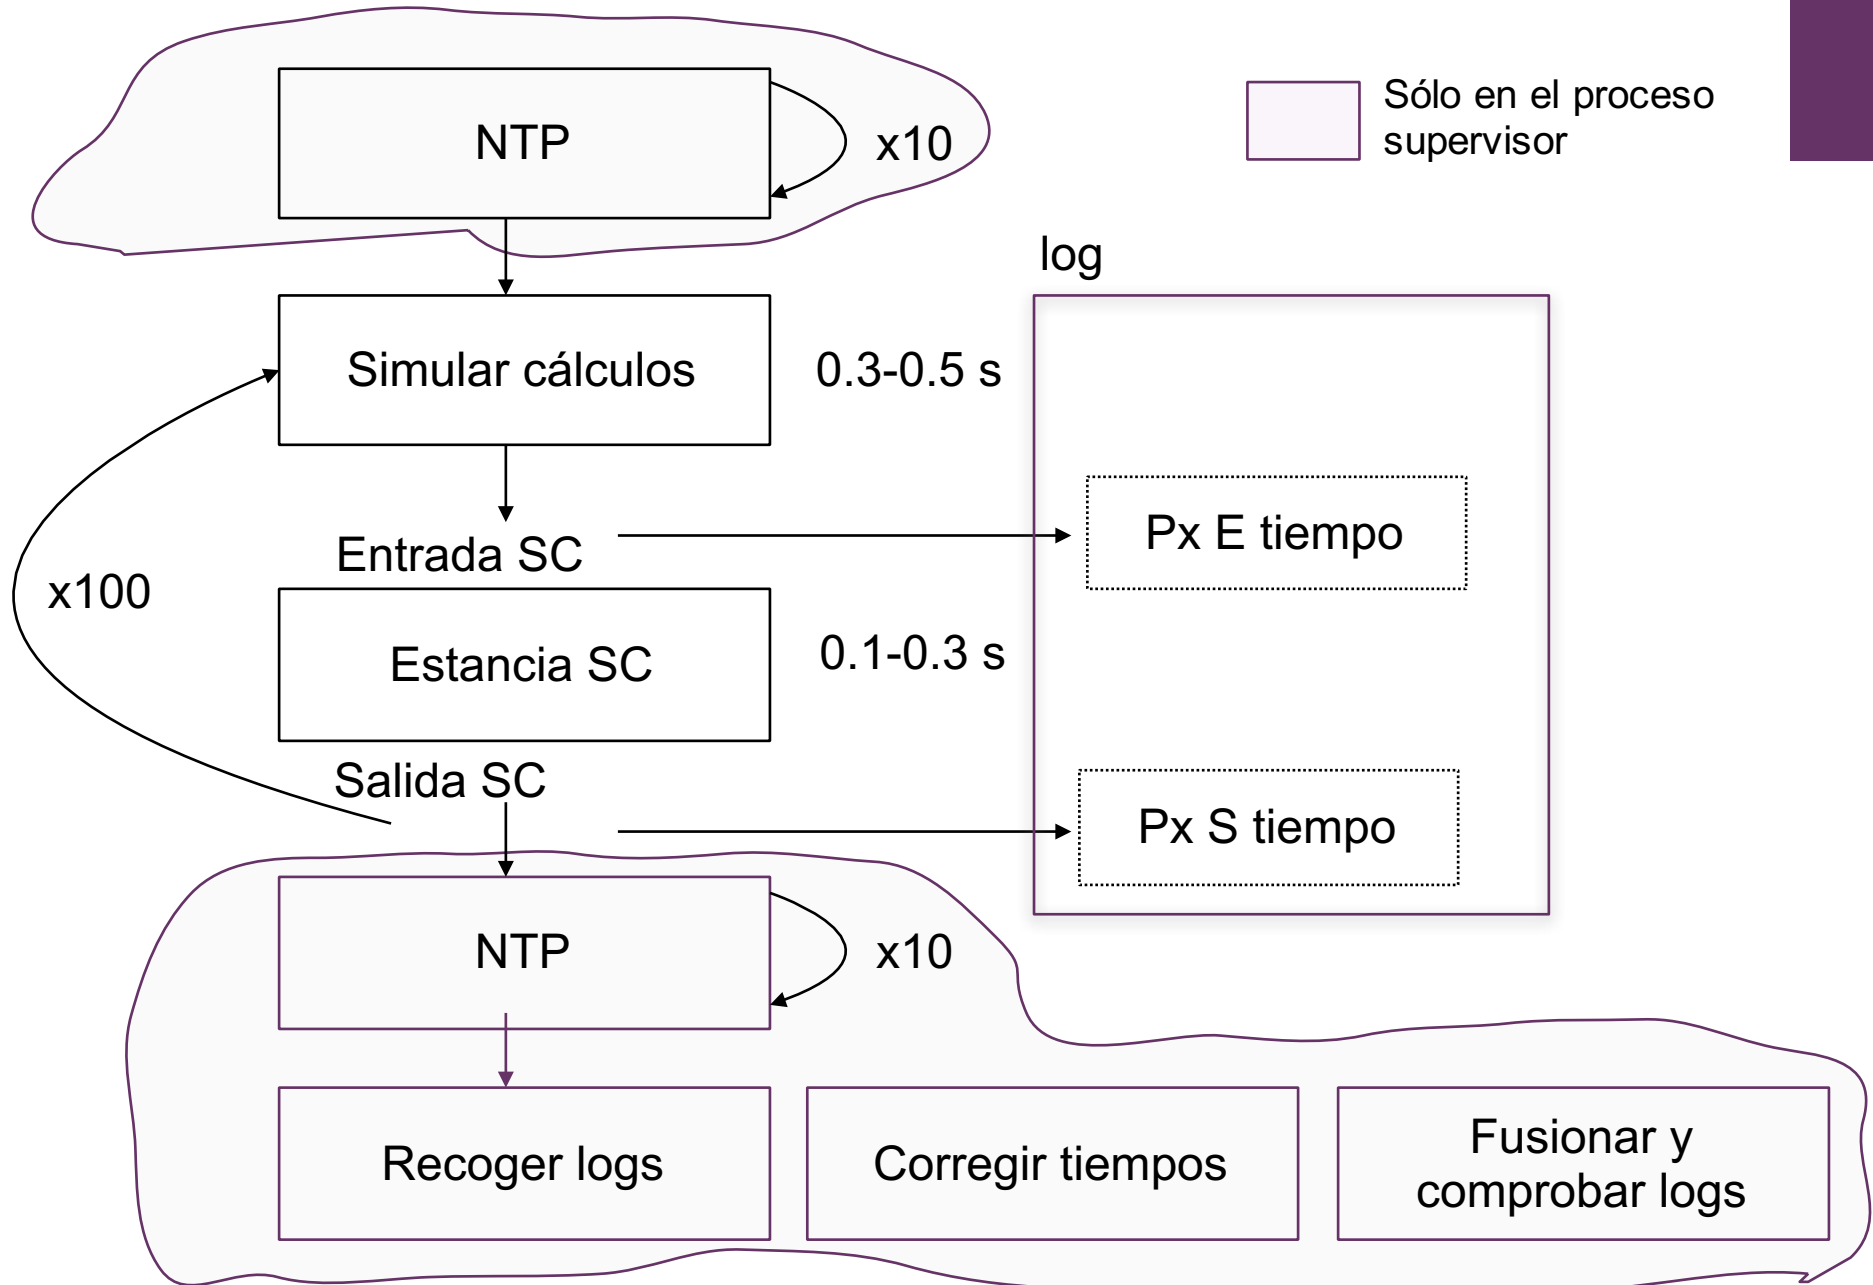 NTP
x10
Sólo en el proceso
supervisor
log
Simular cálculos
0.3-0.5 s
Entrada SC
Px E tiempo
x100
Estancia SC
0.1-0.3 s
Salida SC
Px S tiempo
NTP
x10
Recoger logs
Corregir tiempos
Fusionar y
comprobar logs